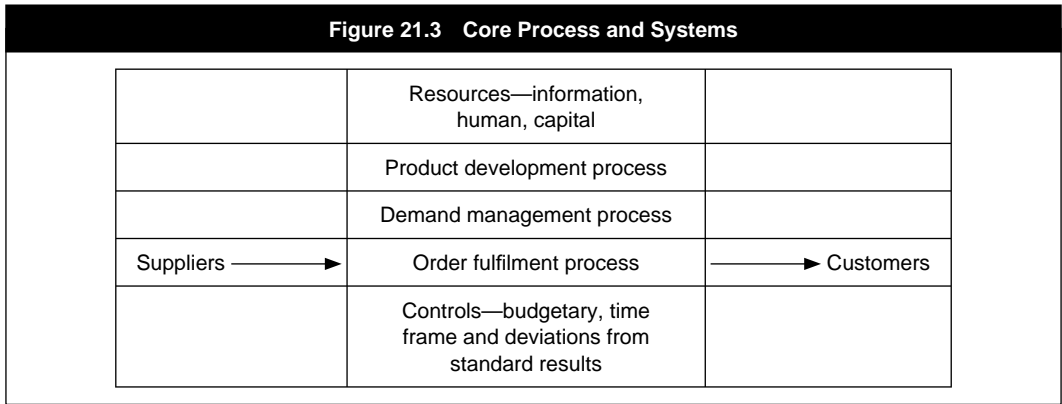 Figure 21.3 Core Process and Systems
Resources—information,
human, capital
Product development process
Demand management process
Suppliers Order fulfilment process Customers
Controls—budgetary, time
frame and deviations from
standard results